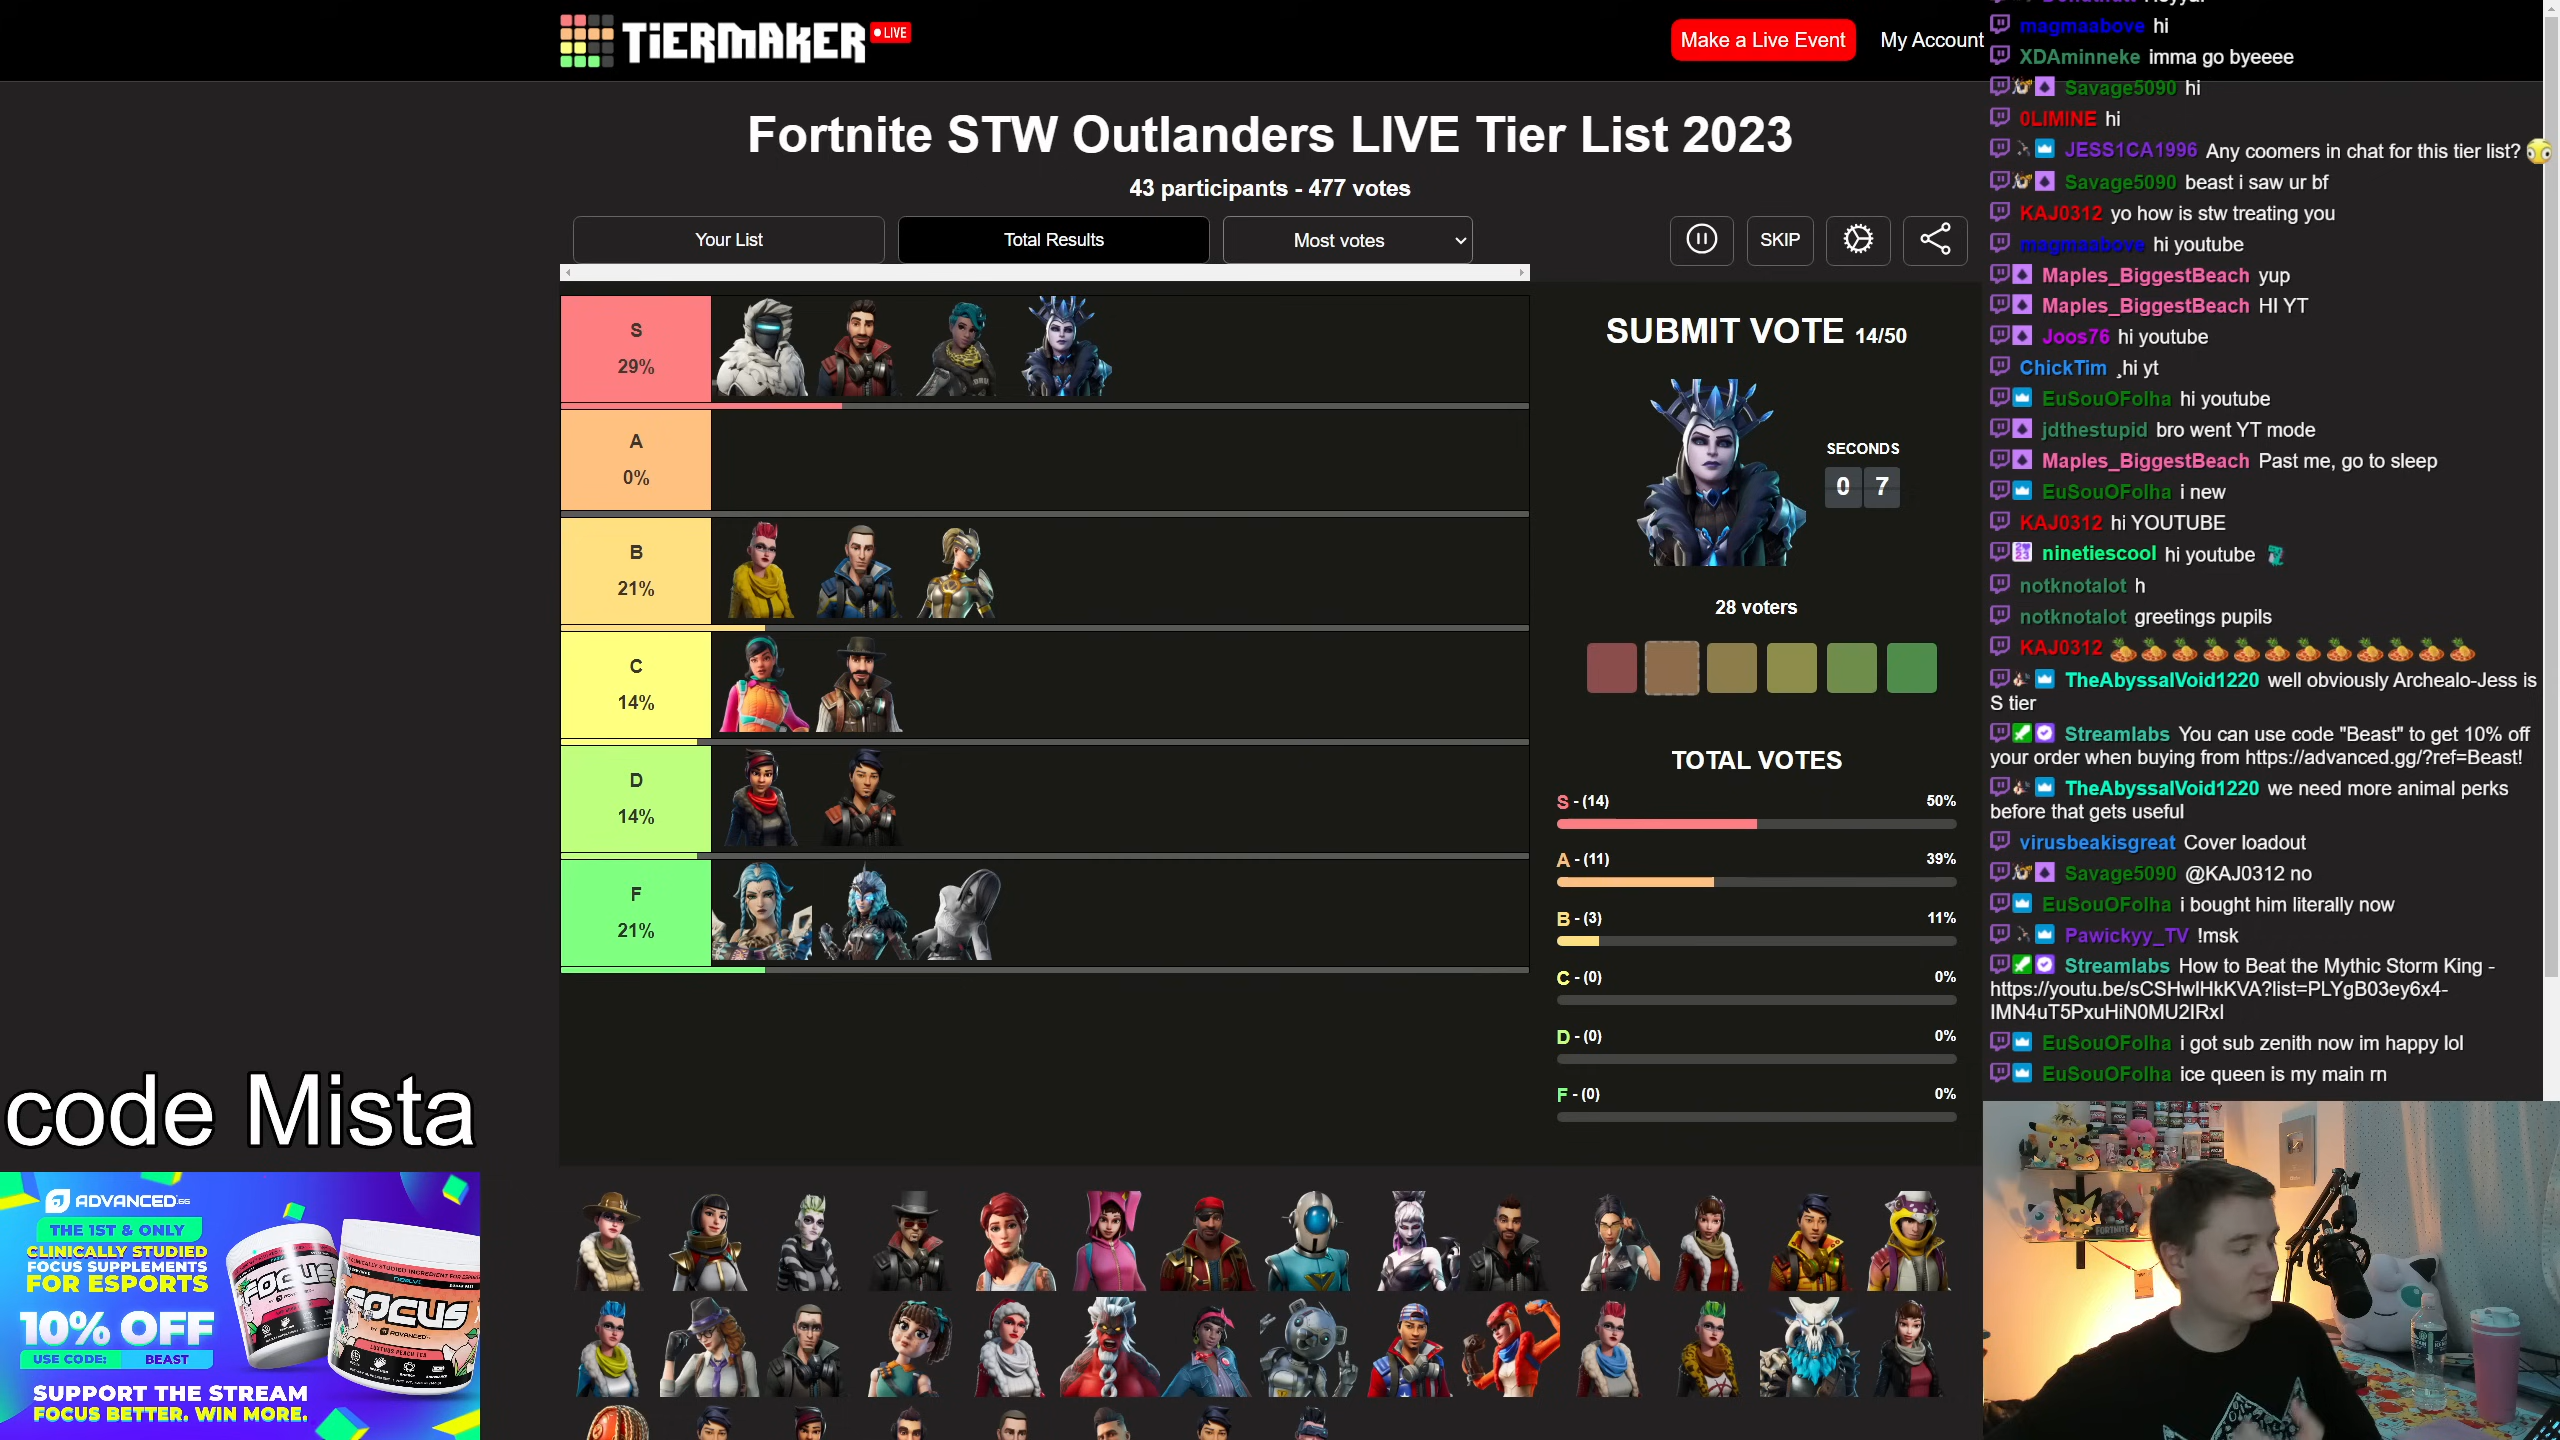 TiERMAKER
LIVE
Make a Live Event
My Account
Fortnite STW Outlanders LIVE Tier List 2023
43 participants - 477 votes
Your List
Total Results
Most votes
SKIP
S
29%
A
0%
B
21%
C
14%
D
14%
F
21%
SUBMIT VOTE 14/50
SECONDS
0 7
28 voters
TOTAL VOTES
S - (14) 50%
A - (11) 39%
B - (3) 11%
C - (0) 0%
D - (0) 0%
F - (0) 0%
magmaabove hi
XDAminneke imma go byeeee
Savage5090 hi
0LIMINE hi
JESS1CA1996 Any coomers in chat for this tier list?
Savage5090 beast i saw ur bf
KAJ0312 yo how is stw treating you
magmaabove hi youtube
Maples_BiggestBeach yup
Maples_BiggestBeach HI YT
Joos76 hi youtube
ChickTim ¸hi yt
EuSouOFolha hi youtube
jdthestupid bro went YT mode
Maples_BiggestBeach Past me, go to sleep
EuSouOFolha i new
KAJ0312 hi YOUTUBE
ninetiescool hi youtube
notknotalot h
notknotalot greetings pupils
KAJ0312
TheAbyssalVoid1220 well obviously Archealo-Jess is
S tier
Streamlabs You can use code "Beast" to get 10% off
your order when buying from https://advanced.gg/?ref=Beast!
TheAbyssalVoid1220 we need more animal perks
before that gets useful
virusbeakisgreat Cover loadout
Savage5090 @KAJ0312 no
EuSouOFolha i bought him literally now
Pawickyy_TV !msk
Streamlabs How to Beat the Mythic Storm King -
https://youtu.be/sCSHwlHkKVA?list=PLYgB03ey6x4-
IMN4uT5PxuHiN0MU2IRxI
EuSouOFolha i got sub zenith now im happy lol
EuSouOFolha ice queen is my main rn
code Mista
ADVANCED.GG
THE 1ST & ONLY
CLINICALLY STUDIED
FOCUS SUPPLEMENTS
FOR ESPORTS
10% OFF
USE CODE: BEAST
SUPPORT THE STREAM
FOCUS BETTER. WIN MORE.
FOCUS
FOCUS
BY ADVANCED